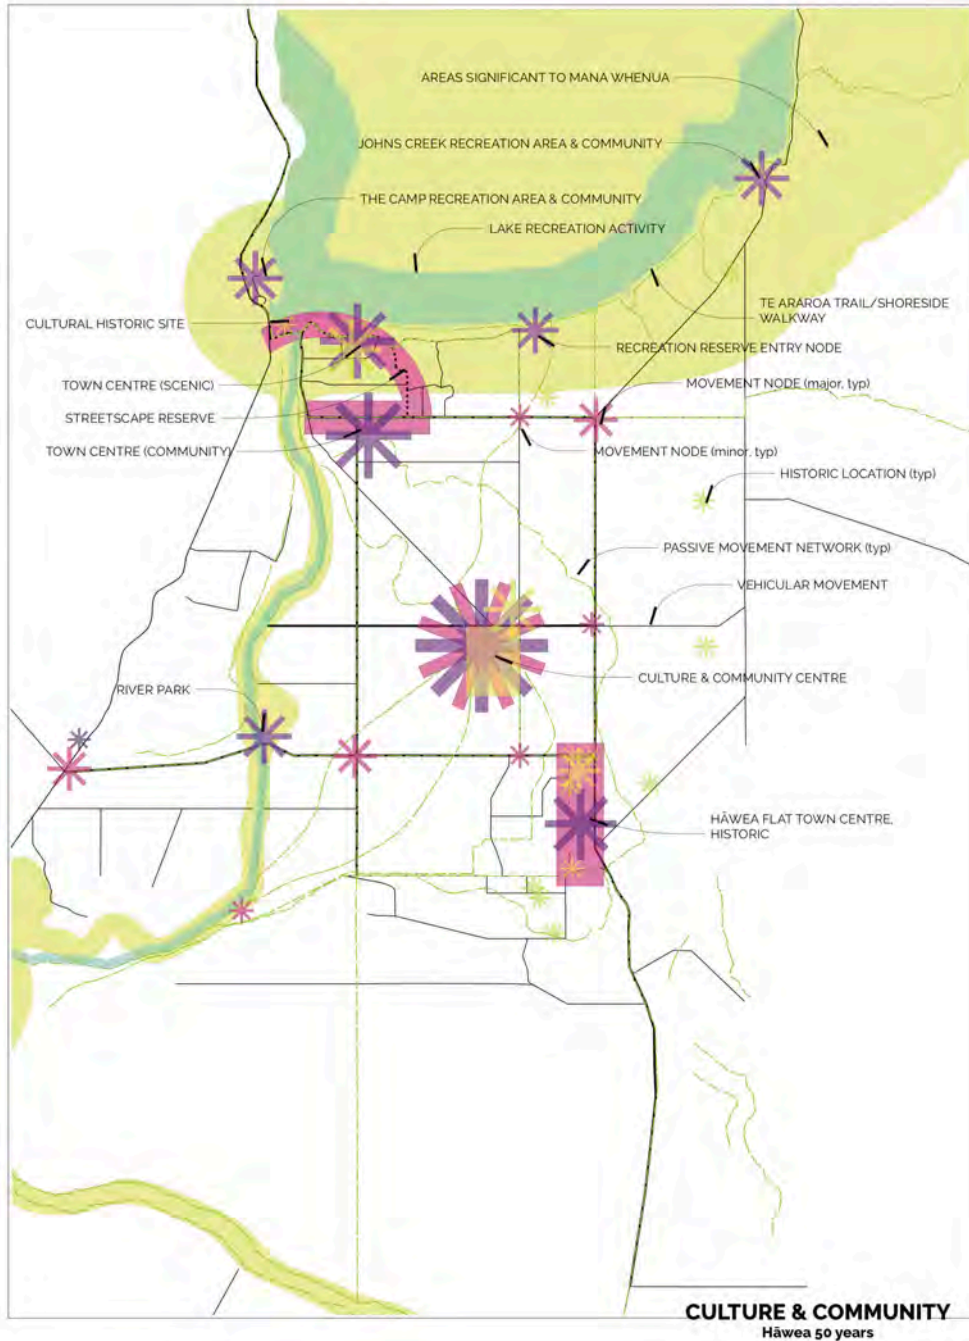 AREAS SIGNIFICANT TO MANA WHENUA
JOHNS CREEK RECREATION AREA & COMMUNITY
THE CAMP RECREATION AREA & COMMUNITY
LAKE RECREATION ACTIVITY
TE ARAROA TRAIL/SHORESIDE
WALKWAY
CULTURAL HISTORIC SITE
RECREATION RESERVE ENTRY NODE
TOWN CENTRE (SCENIC)
MOVEMENT NODE (major, typ)
STREETSCAPE RESERVE
TOWN CENTRE (COMMUNITY)
MOVEMENT NODE (minor, typ)
HISTORIC LOCATION (typ)
PASSIVE MOVEMENT NETWORK (typ)
VEHICULAR MOVEMENT
CULTURE & COMMUNITY CENTRE
RIVER PARK
HĀWEA FLAT TOWN CENTRE,
HISTORIC
CULTURE & COMMUNITY
Hāwea 50 years